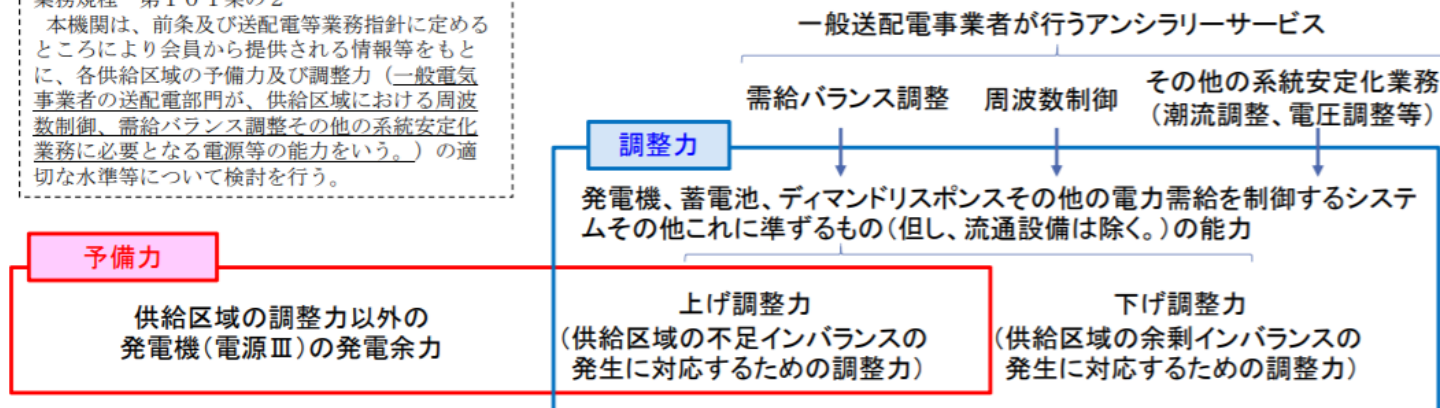 業務規程 第１０１条の２
本機関は、前条及び送配電等業務指針に定める
ところにより会員から提供される情報等をもと
に、各供給区域の予備力及び調整力（一般電気
事業者の送配電部門が、供給区域における周波
数制御、需給バランス調整その他の系統安定化
業務に必要となる電源等の能力をいう。）の適
切な水準等について検討を行う。
一般送配電事業者が行うアンシラリーサービス
需給バランス調整
周波数制御
その他の系統安定化業務
（潮流調整、電圧調整等）
調整力
発電機、蓄電池、ディマンドリスポンスその他の電力需給を制御するシステ
ムその他これに準ずるもの（但し、流通設備は除く。）の能力
予備力
供給区域の調整力以外の
発電機（電源Ⅲ）の発電余力
上げ調整力
（供給区域の不足インバランスの
発生に対応するための調整力）
下げ調整力
（供給区域の余剰インバランスの
発生に対応するための調整力）